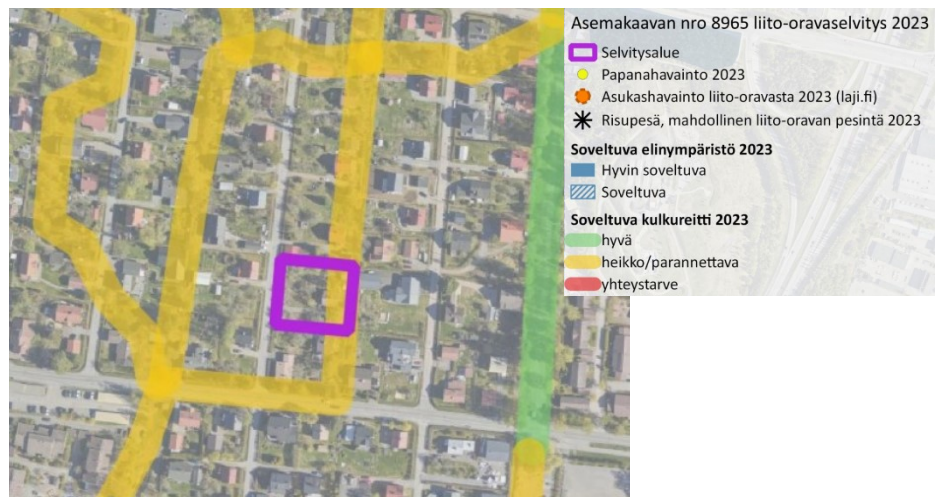 Asemakaavan nro 8965 liito-oravaselvitys 2023
Selvitysalue
Papanahavainto 2023
Asukashavainto liito-oravasta 2023 (laji.fi)
Risupesä, mahdollinen liito-oravan pesintä 2023
Soveltuva elinympäristö 2023
Hyvin soveltuva
Soveltuva
Soveltuva kulkureitti 2023
hyvä
heikko/parannettava
yhteystarve